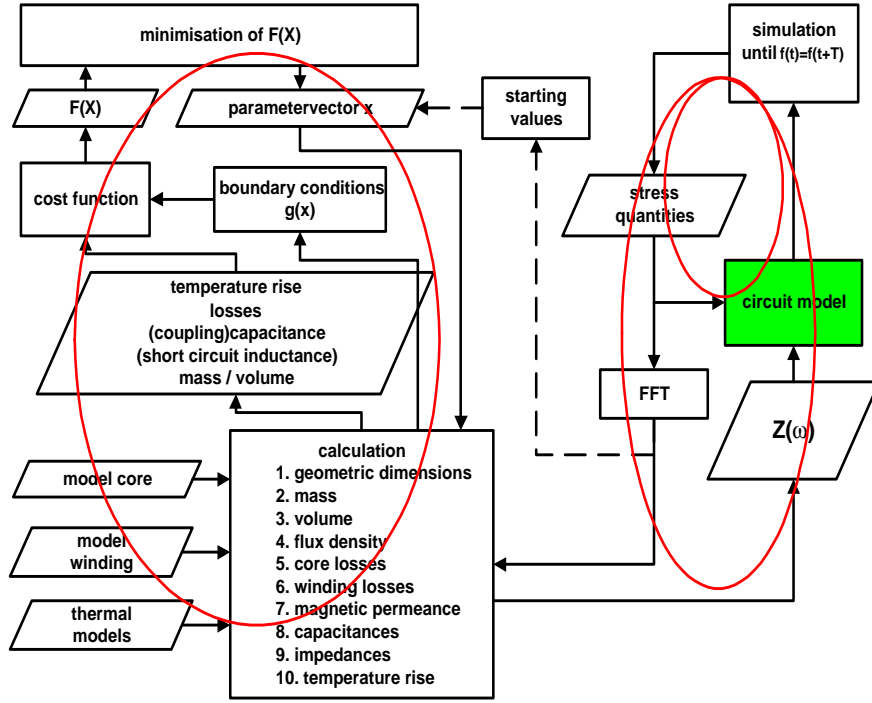 minimisation of F(X)
simulation
until f(t)=f(t+T)
F(X)
parametervector x
starting
values
cost function
boundary conditions
g(x)
stress
quantities
temperature rise
losses
(coupling)capacitance
(short circuit inductance)
mass / volume
circuit model
FFT
Z(ω)
model core
model
winding
thermal
models
calculation
1. geometric dimensions
2. mass
3. volume
4. flux density
5. core losses
6. winding losses
7. magnetic permeance
8. capacitances
9. impedances
10. temperature rise